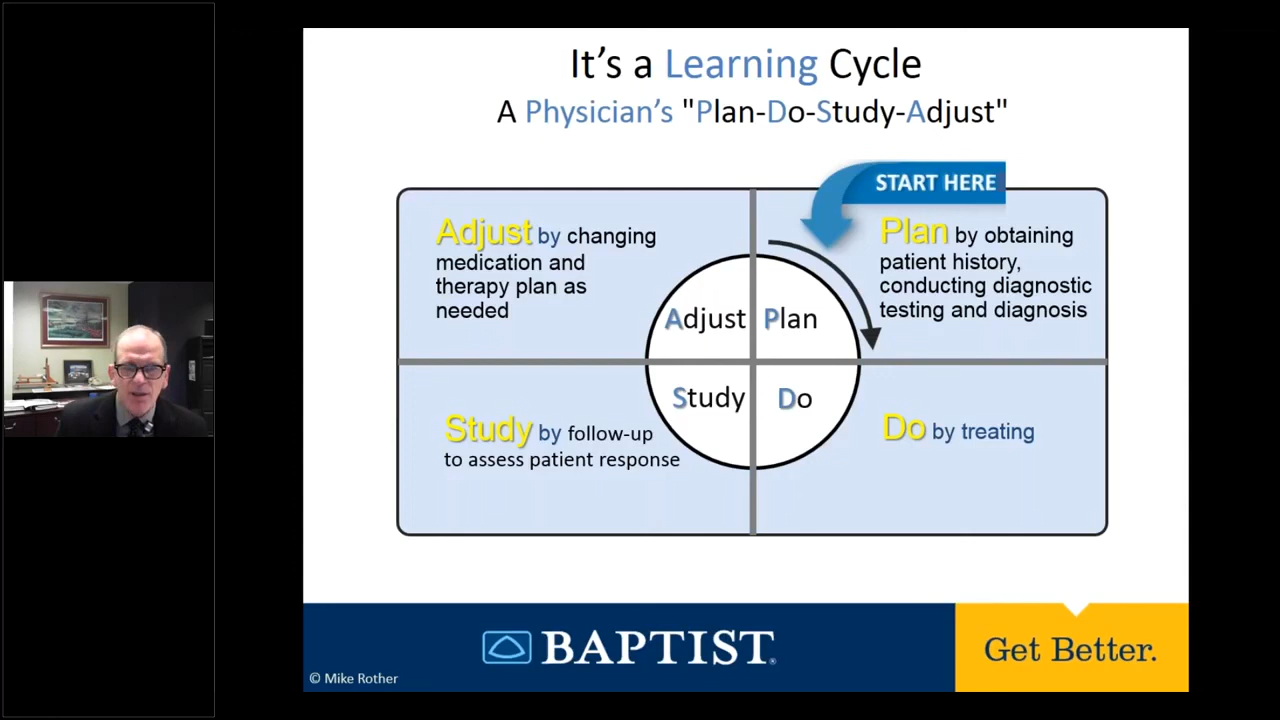 It's a Learning Cycle
A Physician's "Plan-Do-Study-Adjust"
START HERE
Adjust by changing
medication and
therapy plan as
needed
Plan by obtaining
patient history,
conducting diagnostic
testing and diagnosis
Adjust
Plan
Study
Do
Study by follow-up
to assess patient response
Do by treating
BAPTIST
Get Better.
© Mike Rother